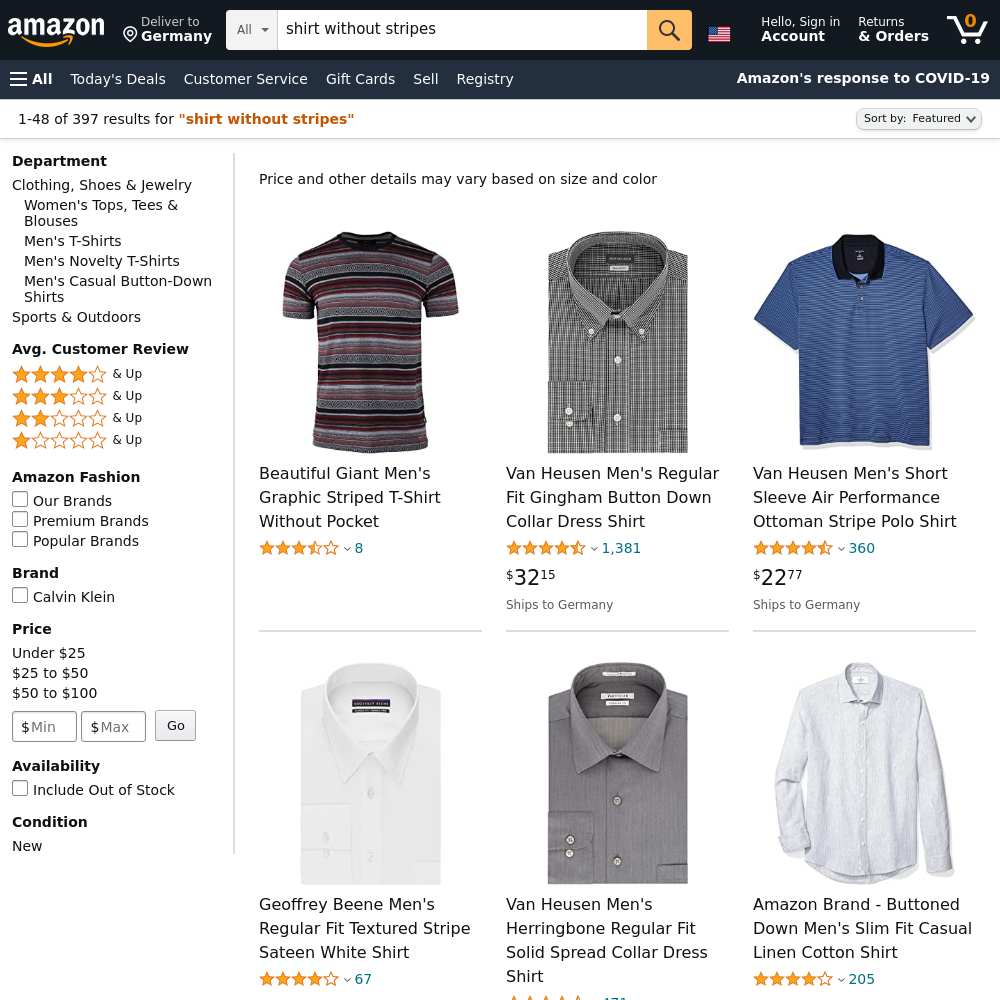 amazon
Deliver to
Germany
All
shirt without stripes
Hello, Sign in
Account
Returns
& Orders
0
All
Today's Deals
Customer Service
Gift Cards
Sell
Registry
Amazon's response to COVID-19
1-48 of 397 results for "shirt without stripes"
Sort by: Featured
Department
Clothing, Shoes & Jewelry
Women's Tops, Tees &
Blouses
Men's T-Shirts
Men's Novelty T-Shirts
Men's Casual Button-Down
Shirts
Sports & Outdoors
Avg. Customer Review
& Up
& Up
& Up
& Up
Amazon Fashion
Our Brands
Premium Brands
Popular Brands
Brand
Calvin Klein
Price
Under $25
$25 to $50
$50 to $100
$ Min
$ Max
Go
Availability
Include Out of Stock
Condition
New
Price and other details may vary based on size and color
Beautiful Giant Men's
Graphic Striped T-Shirt
Without Pocket
8
Van Heusen Men's Regular
Fit Gingham Button Down
Collar Dress Shirt
1,381
$32 15
Ships to Germany
Van Heusen Men's Short
Sleeve Air Performance
Ottoman Stripe Polo Shirt
360
$22 77
Ships to Germany
Geoffrey Beene Men's
Regular Fit Textured Stripe
Sateen White Shirt
67
Van Heusen Men's
Herringbone Regular Fit
Solid Spread Collar Dress
Shirt
Amazon Brand - Buttoned
Down Men's Slim Fit Casual
Linen Cotton Shirt
205